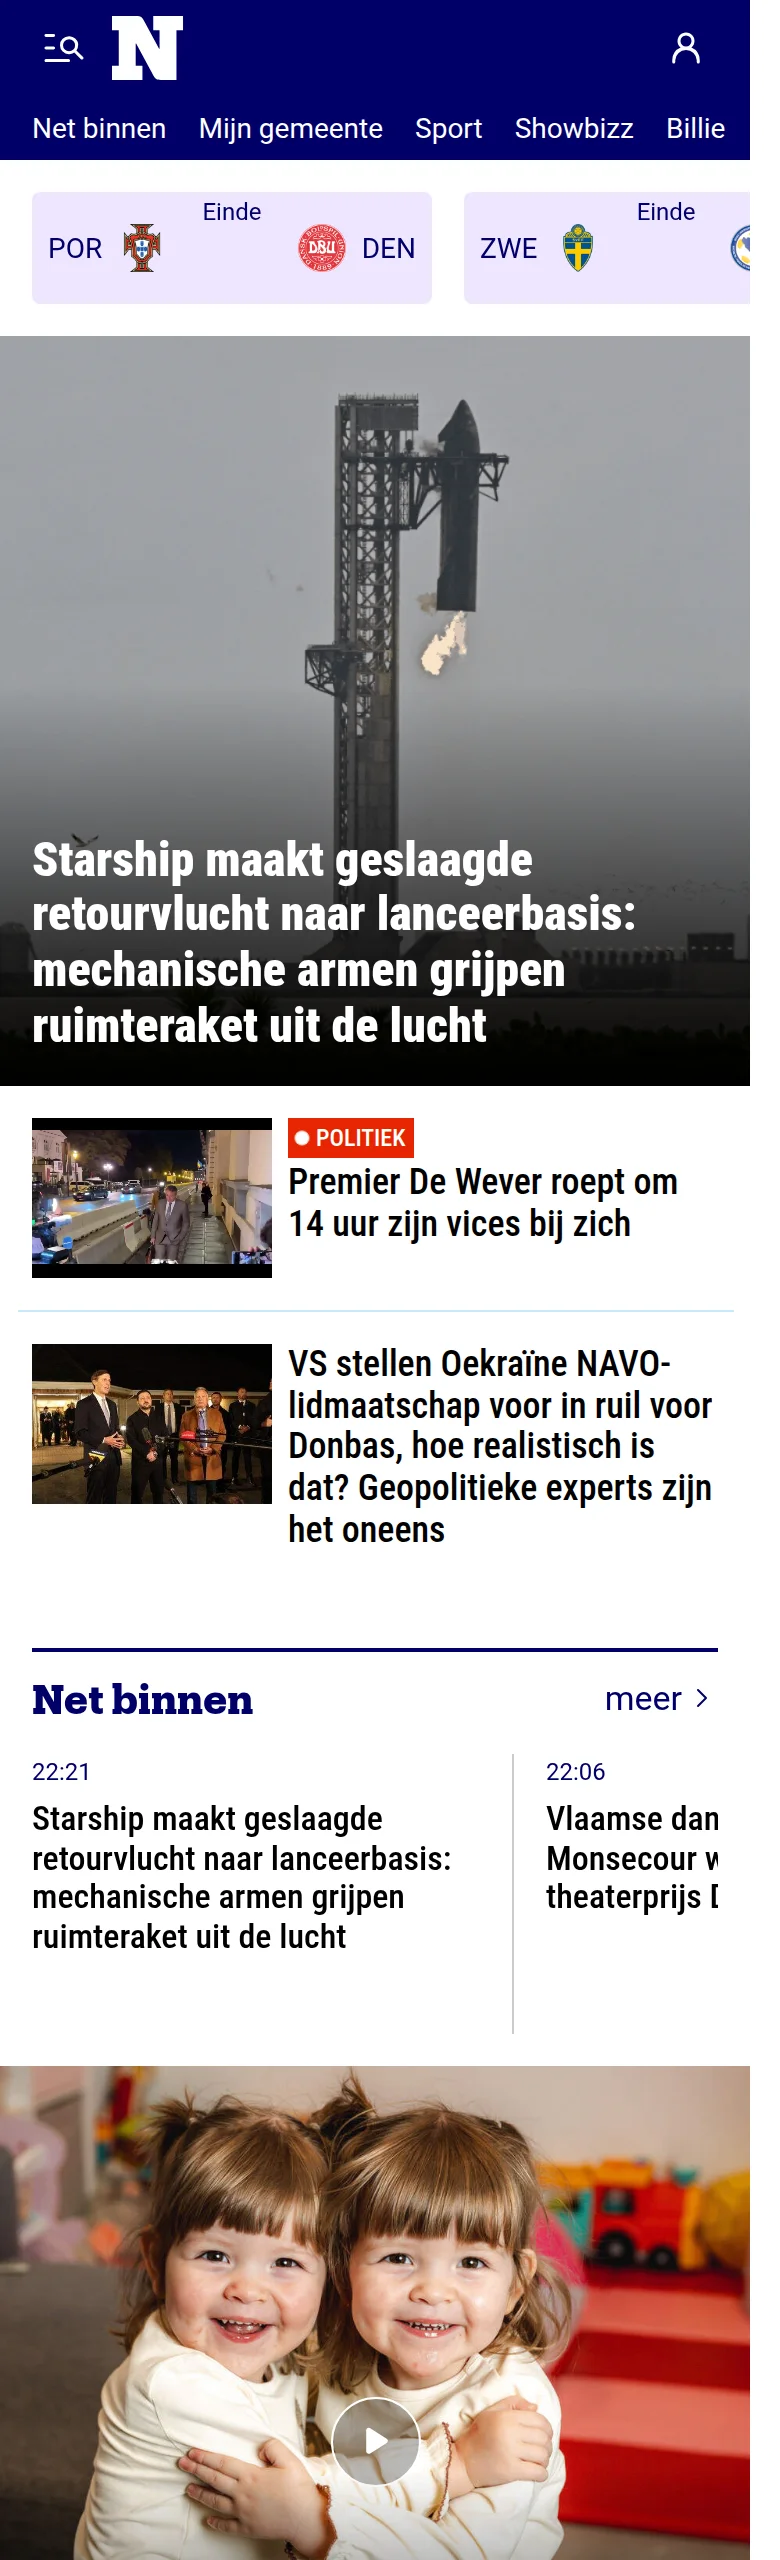 N
Net binnen Mijn gemeente Sport Showbizz Billie
Einde
POR DEN
Einde
ZWE
Starship maakt geslaagde
retourvlucht naar lanceerbasis:
mechanische armen grijpen
ruimteraket uit de lucht
POLITIEK
Premier De Wever roept om
14 uur zijn vices bij zich
VS stellen Oekraïne NAVO-
lidmaatschap voor in ruil voor
Donbas, hoe realistisch is
dat? Geopolitieke experts zijn
het oneens
Net binnen
meer
22:21
Starship maakt geslaagde
retourvlucht naar lanceerbasis:
mechanische armen grijpen
ruimteraket uit de lucht
22:06
Vlaamse dan
Monsecour w
theaterprijs D